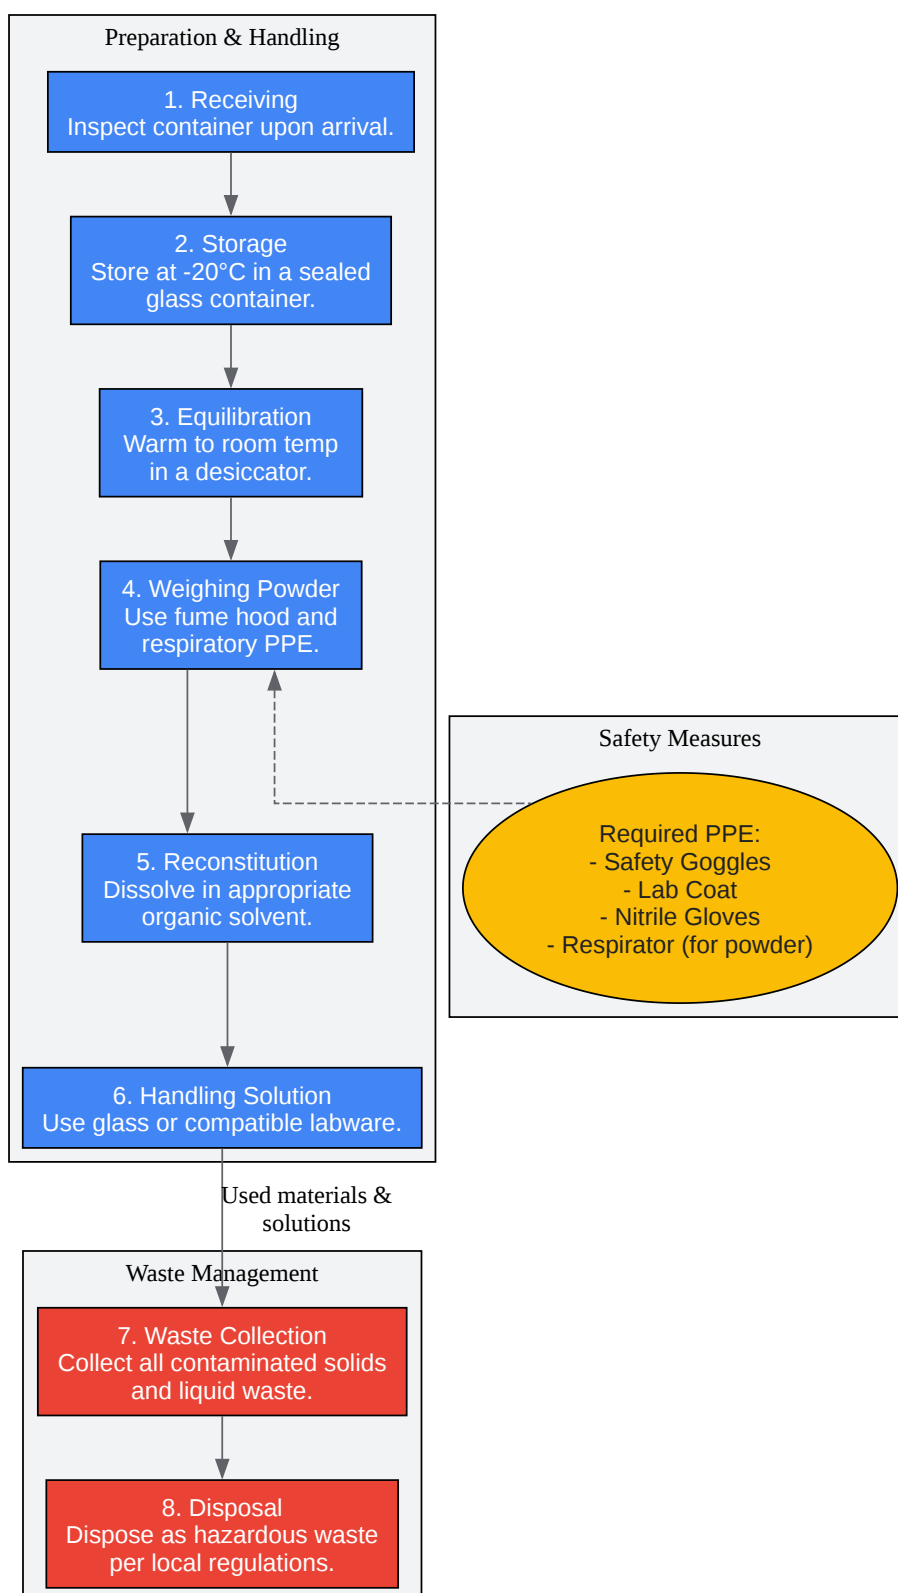 Preparation & Handling
1. Receiving
Inspect container upon arrival.
2. Storage
Store at -20°C in a sealed
glass container.
3. Equilibration
Warm to room temp
in a desiccator.
4. Weighing Powder
Use fume hood and
respiratory PPE.
Safety Measures
Required PPE:
- Safety Goggles
- Lab Coat
- Nitrile Gloves
- Respirator (for powder)
5. Reconstitution
Dissolve in appropriate
organic solvent.
6. Handling Solution
Use glass or compatible labware.
Used materials &
solutions
Waste Management
7. Waste Collection
Collect all contaminated solids
and liquid waste.
8. Disposal
Dispose as hazardous waste
per local regulations.